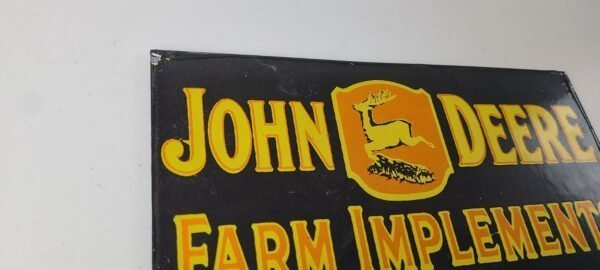 JOHN DEERE
FARM IMPLEMENT